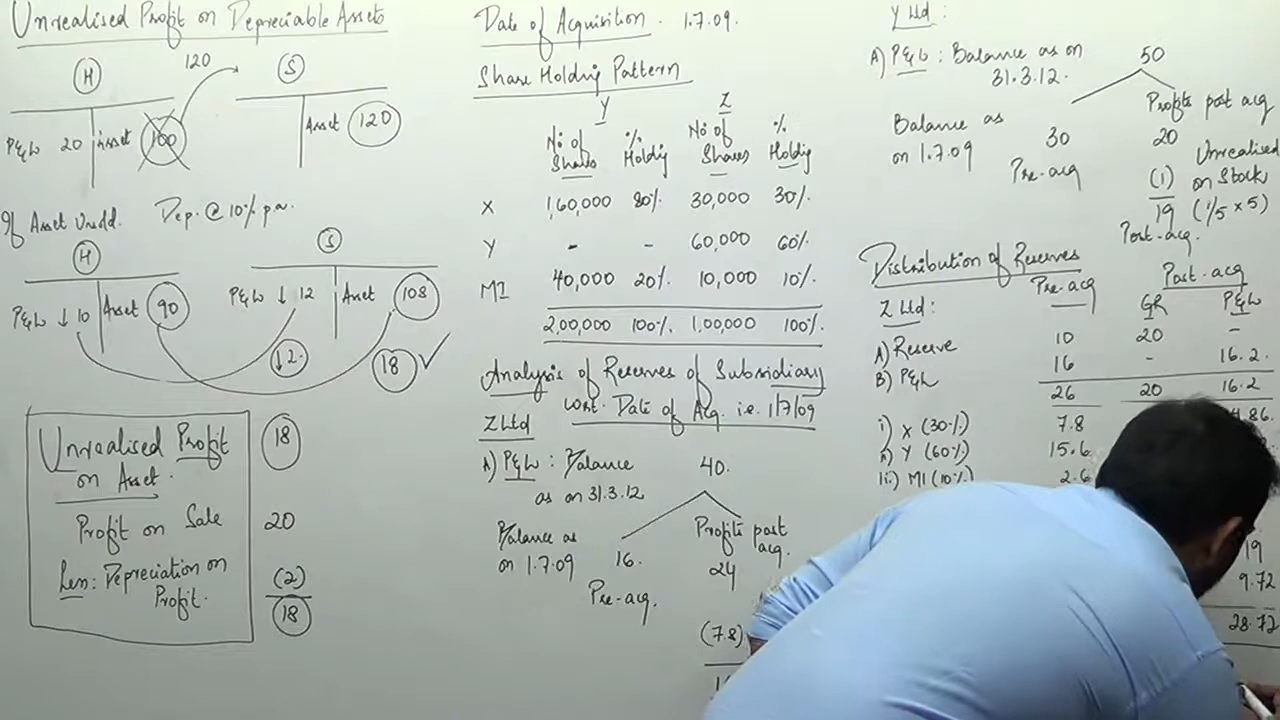 Unrealised Profit on Depreciable Assets
H 120 S
P&L 20 Asset 100 Asset 120
If Asset Used. Dep. @ 10% p.a.
H S
P&L ↓ 10 Asset 90 P&L ↓ 12 Asset 108
↓ 2 18 ✓
Unrealised Profit 18
on Asset.
Profit on Sale 20
Less: Depreciation on (2)
Profit. 18
Date of Acquisition. 1.7.09.
Share Holding Pattern
Y Z
No of Shares % Holdig No of Shares % Holdig
X 1,60,000 80% 30,000 30%
Y - - 60,000 60%
MI 40,000 20% 10,000 10%
2,00,000 100% 1,00,000 100%
Analysis of Reserves of Subsidiary
w.r.t. Date of Acq. i.e. 1/7/09
Z Ltd
A) P&L: Balance 40.
as on 31.3.12
Balance as Profits post
on 1.7.09 16. acq.
Pre-acq. 24
(7.8)
Y Ltd:
A) P&L: Balance as on 50
31.3.12.
Balance as Profits post acq
on 1.7.09 30 20
Pre-acq (1) Unrealised on Stock
19 (1/5 x 5)
Post-acq.
Distribution of Reserves
Pre-acq Post-acq
Z Ltd: GR P&L
A) Reserve 10 20 -
B) P&L 16 - 16.2.
26 20 16.2
i) X (30%) 7.8 4.86
ii) Y (60%) 15.6
iii) MI (10%) 2.6
19
9.72
28.72